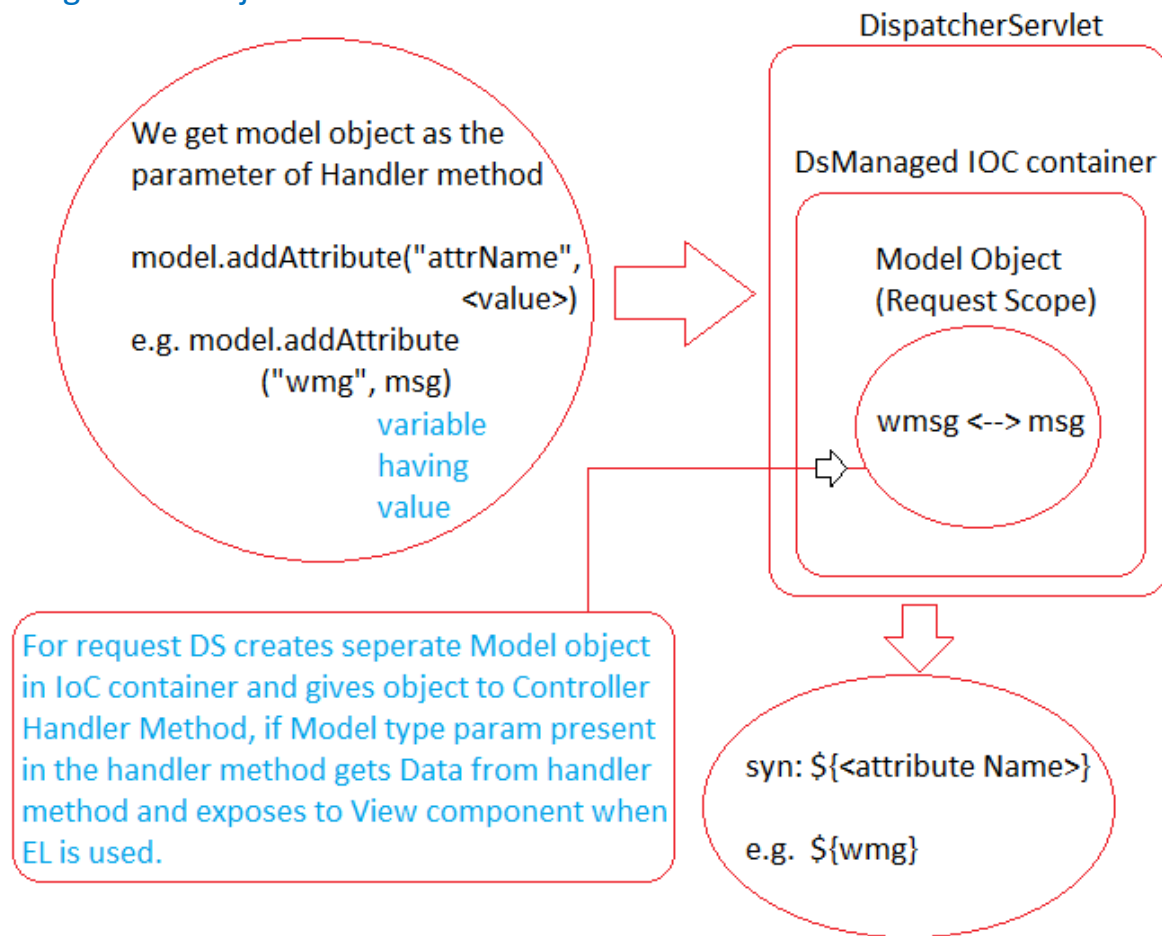 We get model object as the
parameter of Handler method
model.addAttribute("attrName",
<value>)
e.g. model.addAttribute
("wmg", msg)
variable
having
value
DispatcherServlet
DsManaged IOC container
Model Object
(Request Scope)
wmsg <--> msg
For request DS creates seperate Model object
in IoC container and gives object to Controller
Handler Method, if Model type param present
in the handler method gets Data from handler
method and exposes to View component when
EL is used.
syn: ${<attribute Name>}
e.g. ${wmg}